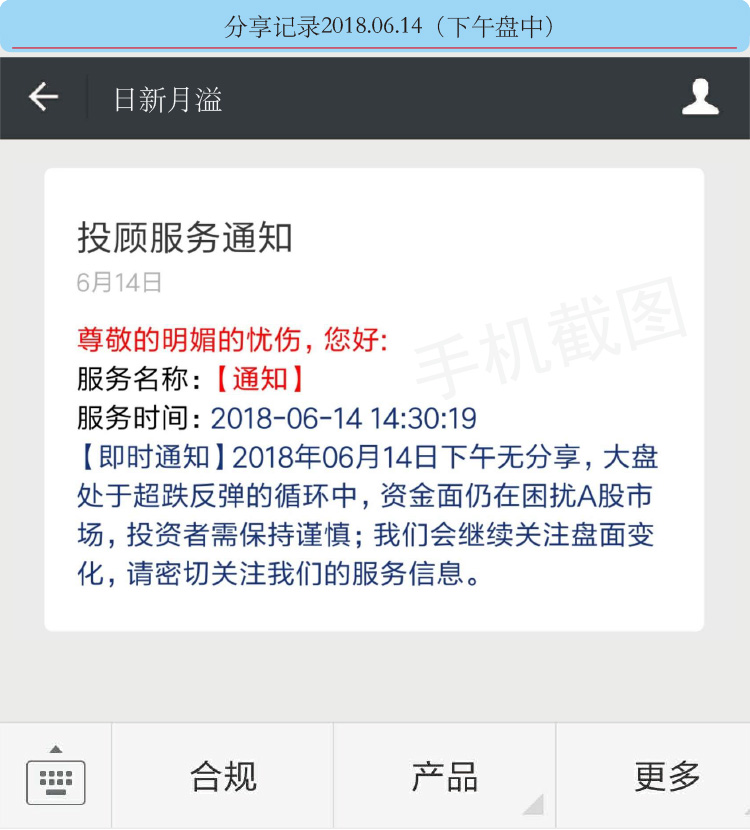 分享记录2018.06.14（下午盘中）
日新月溢
投顾服务通知
6月14日
手机截图
尊敬的明媚的忧伤，您好:
服务名称:【通知】
服务时间: 2018-06-14 14:30:19
【即时通知】2018年06月14日下午无分享，大盘
处于超跌反弹的循环中，资金面仍在困扰A股市
场，投资者需保持谨慎；我们会继续关注盘面变
化，请密切关注我们的服务信息。
合规
产品
更多